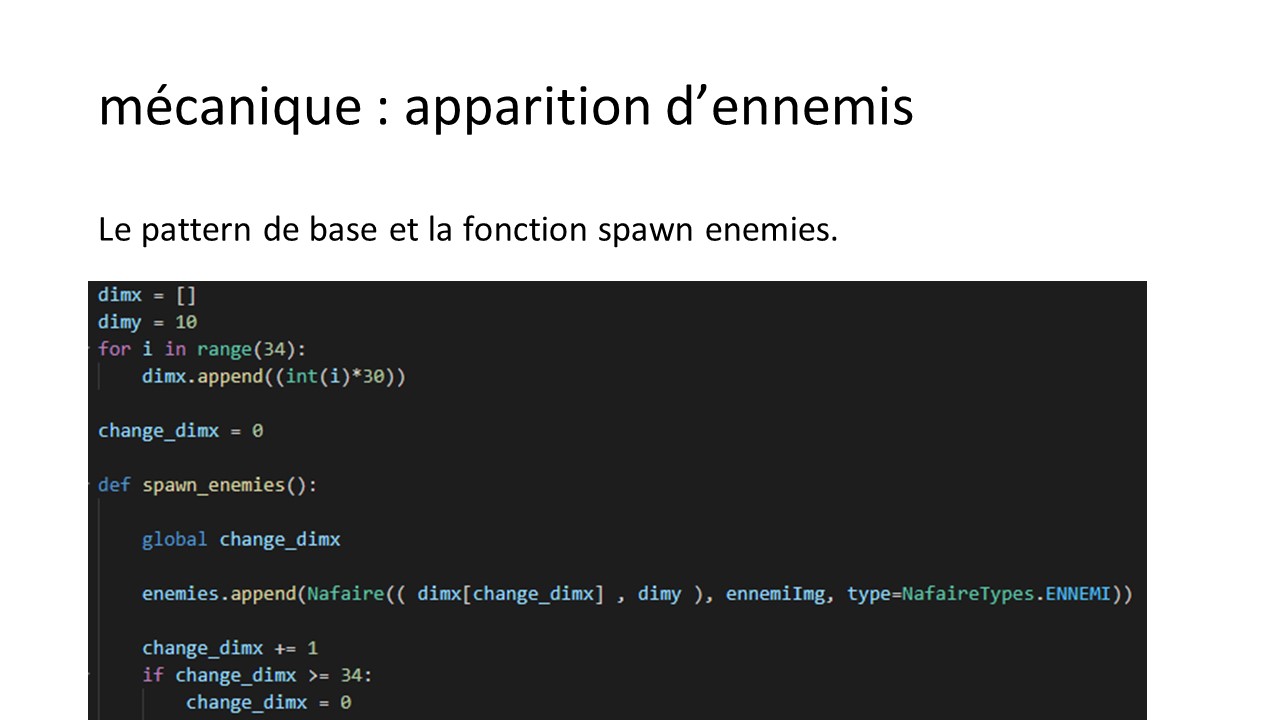 mécanique : apparition d’ennemis
Le pattern de base et la fonction spawn enemies.
dimx = []
dimy = 10
for i in range(34):
    dimx.append((int(i)*30))
change_dimx = 0
def spawn_enemies():
    global change_dimx
    enemies.append(Nafaire(( dimx[change_dimx] , dimy ), ennemiImg, type=NafaireTypes.ENNEMI))
    change_dimx += 1
    if change_dimx >= 34:
        change_dimx = 0